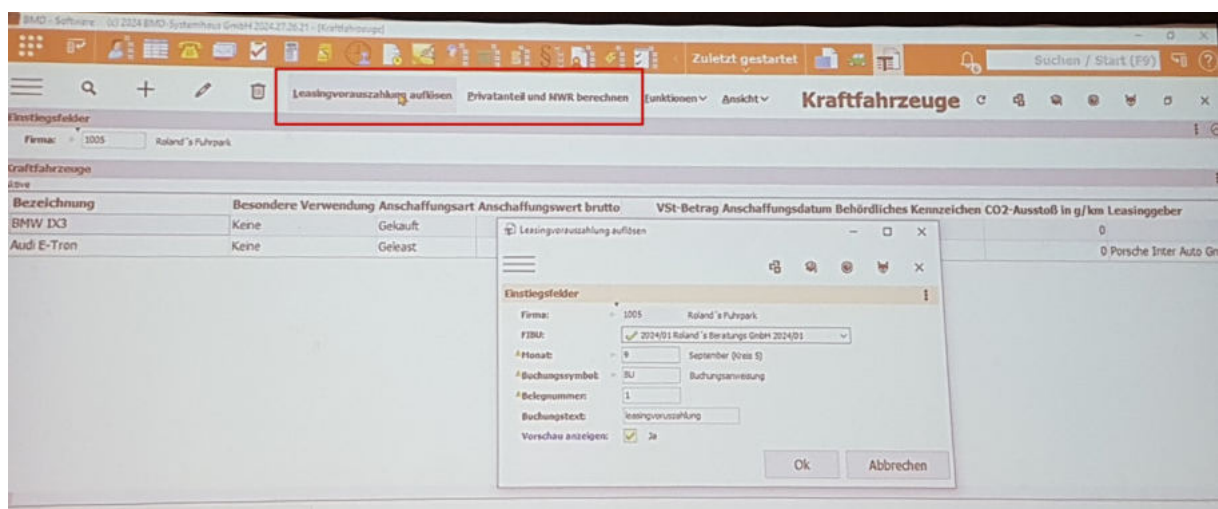 BMD - Software (c) 2024 BMD-Systemhaus GmbH 2024.27.26.21 - [Kraftfahrzeuge]
Zuletzt gestartet
Suchen / Start (F9)
Leasingvorauszahlung auflösen Privatanteil und NWR berechnen Funktionen Ansicht Kraftfahrzeuge
Einstiegsfelder
Firma: 1005 Roland´s Fuhrpark
Kraftfahrzeuge
Aktive
Bezeichnung Besondere Verwendung Anschaffungsart Anschaffungswert brutto VSt-Betrag Anschaffungsdatum Behördliches Kennzeichen CO2-Ausstoß in g/km Leasinggeber
BMW IX3 Keine Gekauft 0
Audi E-Tron Keine Geleast 0 Porsche Inter Auto Gm
Leasingvorauszahlung auflösen
Einstiegsfelder
Firma: 1005 Roland´s Fuhrpark
FIBU: 2024/01 Roland´s Beratungs GmbH 2024/01
Monat: 9 September (Kreis 5)
Buchungssymbol: BU Buchungsanweisung
Belegnummer: 1
Buchungstext: leasingvoruszahlung
Vorschau anzeigen: Ja
Ok Abbrechen